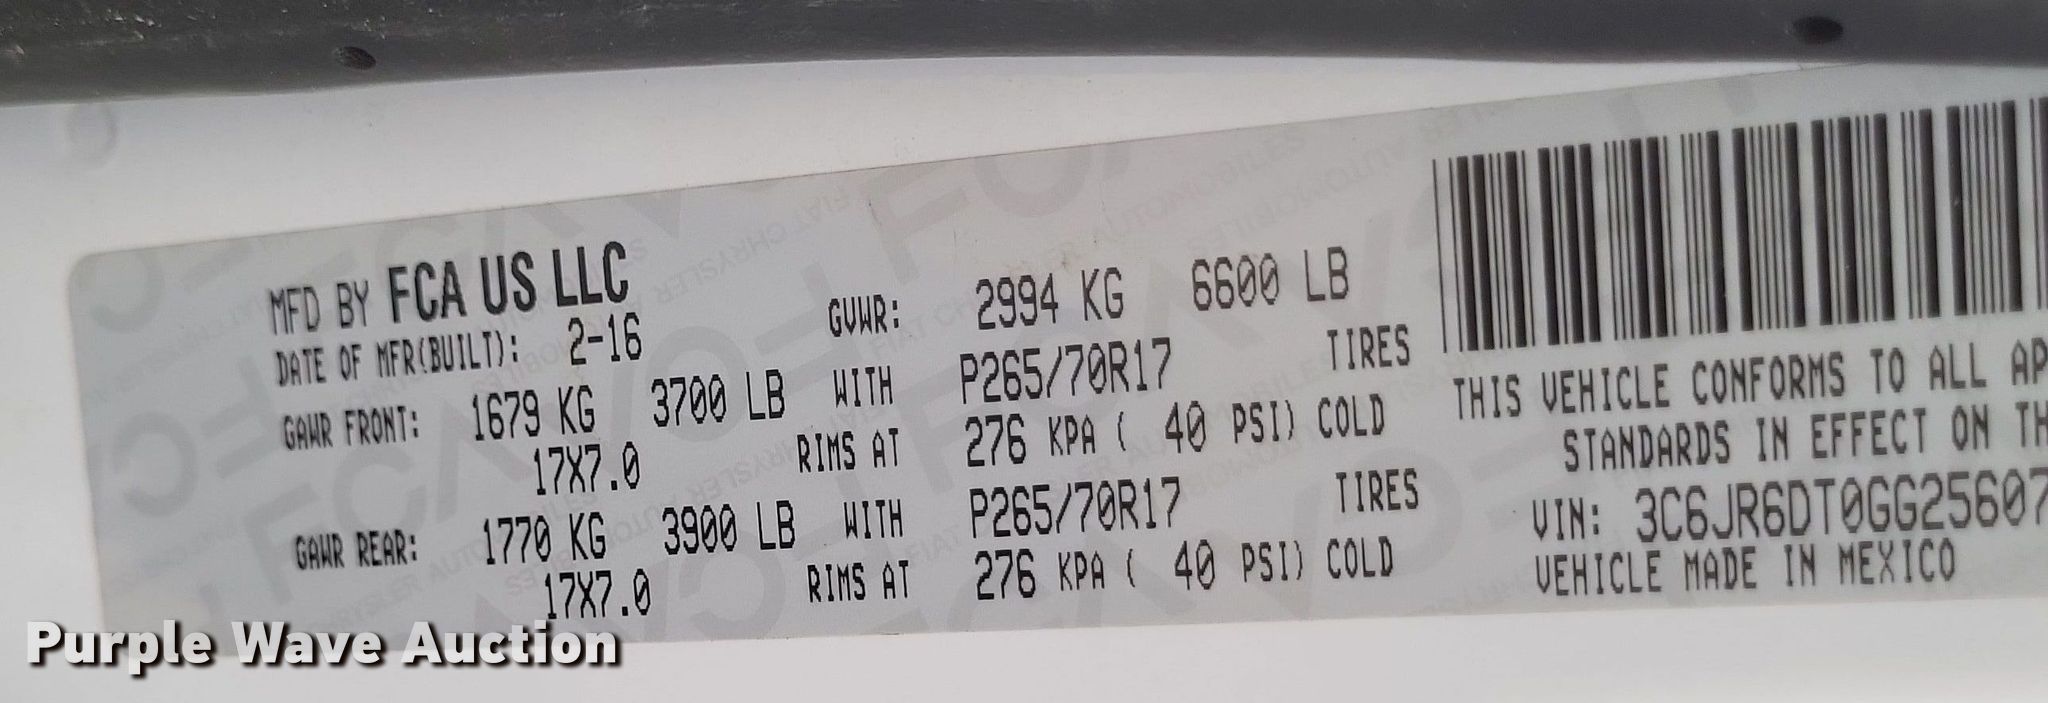 MFD BY FCA US LLC
DATE OF MFR(BUILT): 2-16
GVWR: 2994 KG 6600 LB
GAWR FRONT: 1679 KG 3700 LB WITH P265/70R17 TIRES
17X7.0 RIMS AT 276 KPA ( 40 PSI) COLD
GAWR REAR: 1770 KG 3900 LB WITH P265/70R17 TIRES
17X7.0 RIMS AT 276 KPA ( 40 PSI) COLD
THIS VEHICLE CONFORMS TO ALL AP
STANDARDS IN EFFECT ON TH
VIN: 3C6JR6DT0GG25607
VEHICLE MADE IN MEXICO
Purple Wave Auction